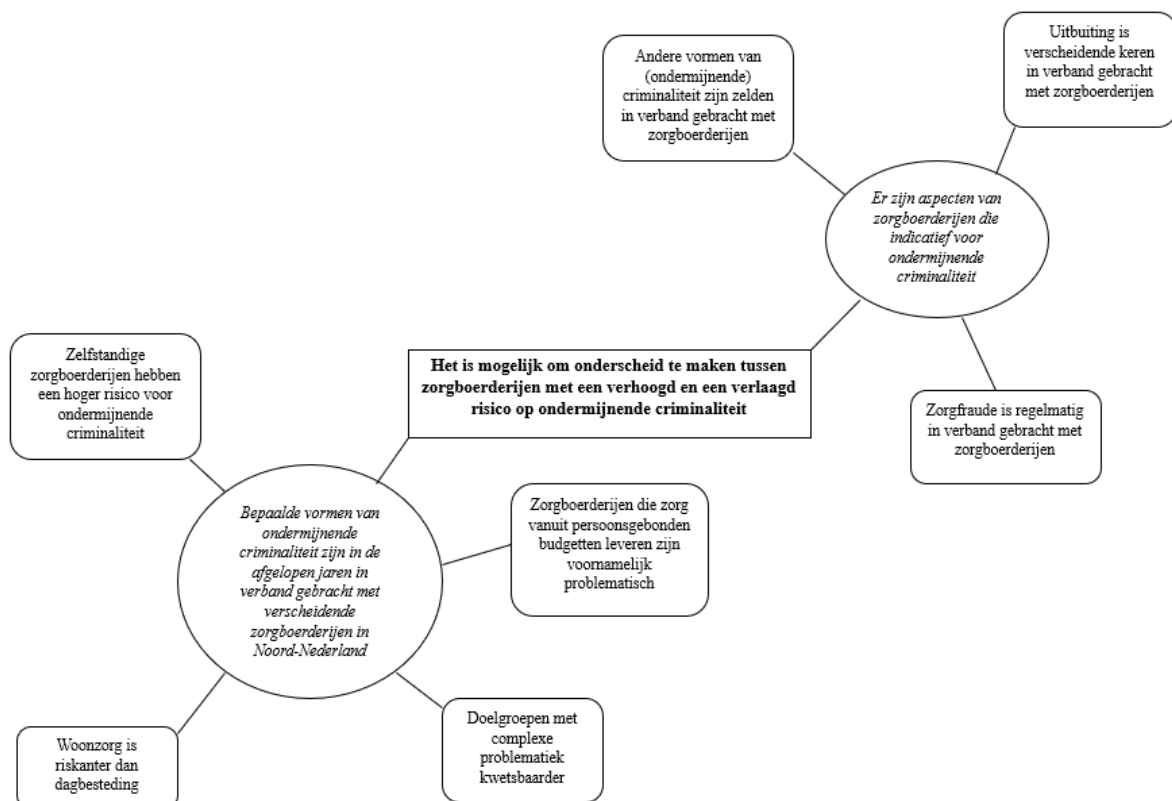 Uitbuiting is
verscheidende keren
in verband gebracht
met zorgboerderijen
Andere vormen van
(ondermijnende)
criminaliteit zijn zelden
in verband gebracht met
zorgboerderijen
Er zijn aspecten van
zorgboerderijen die
indicatief voor
ondermijnende
criminaliteit
Zelfstandige
zorgboerderijen hebben
een hoger risico voor
ondermijnende
criminaliteit
Het is mogelijk om onderscheid te maken tussen
zorgboerderijen met een verhoogd en een verlaagd
risico op ondermijnende criminaliteit
Zorgfraude is regelmatig
in verband gebracht met
zorgboerderijen
Bepaalde vormen van
ondermijnende
criminaliteit zijn in de
afgelopen jaren in
verband gebracht met
verscheidende
zorgboerderijen in
Noord-Nederland
Zorgboerderijen die zorg
vanuit persoonsgebonden
budgetten leveren zijn
voornamelijk
problematisch
Woonzorg is
riskanter dan
dagbesteding
Doelgroepen met
complexe
problematiek
kwetsbaarder